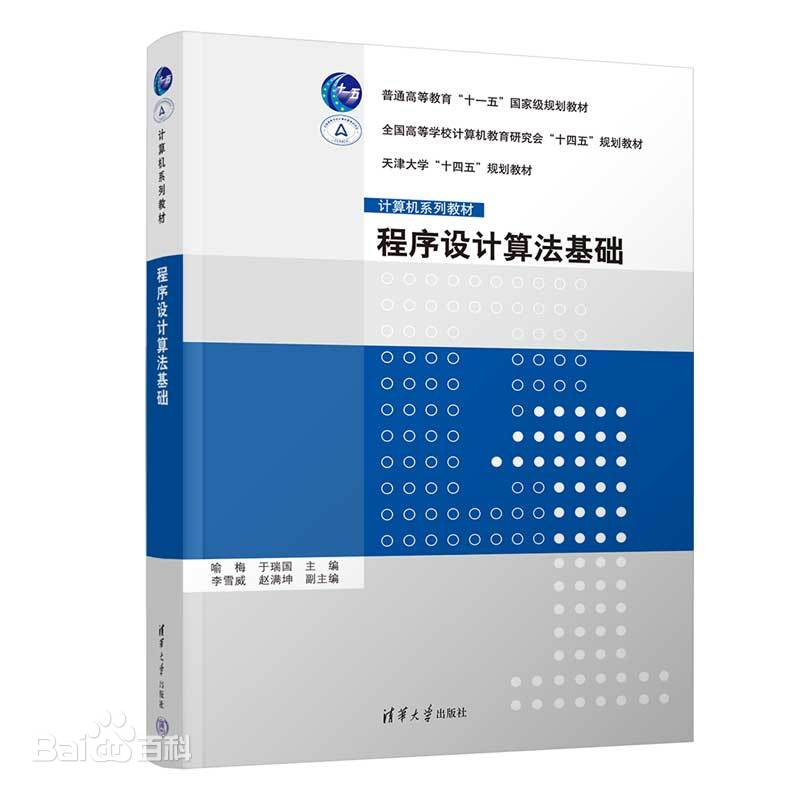 普通高等教育“十一五”国家级规划教材
全国高等学校计算机教育研究会“十四五”规划教材
天津大学“十四五”规划教材
计算机系列教材
程序设计算法基础
喻 梅 于瑞国 主 编
李雪威 赵满坤 副主编
清华大学出版社
十一五
计算机系列教材
程序设计算法基础
清华大学出版社
Baidu百科